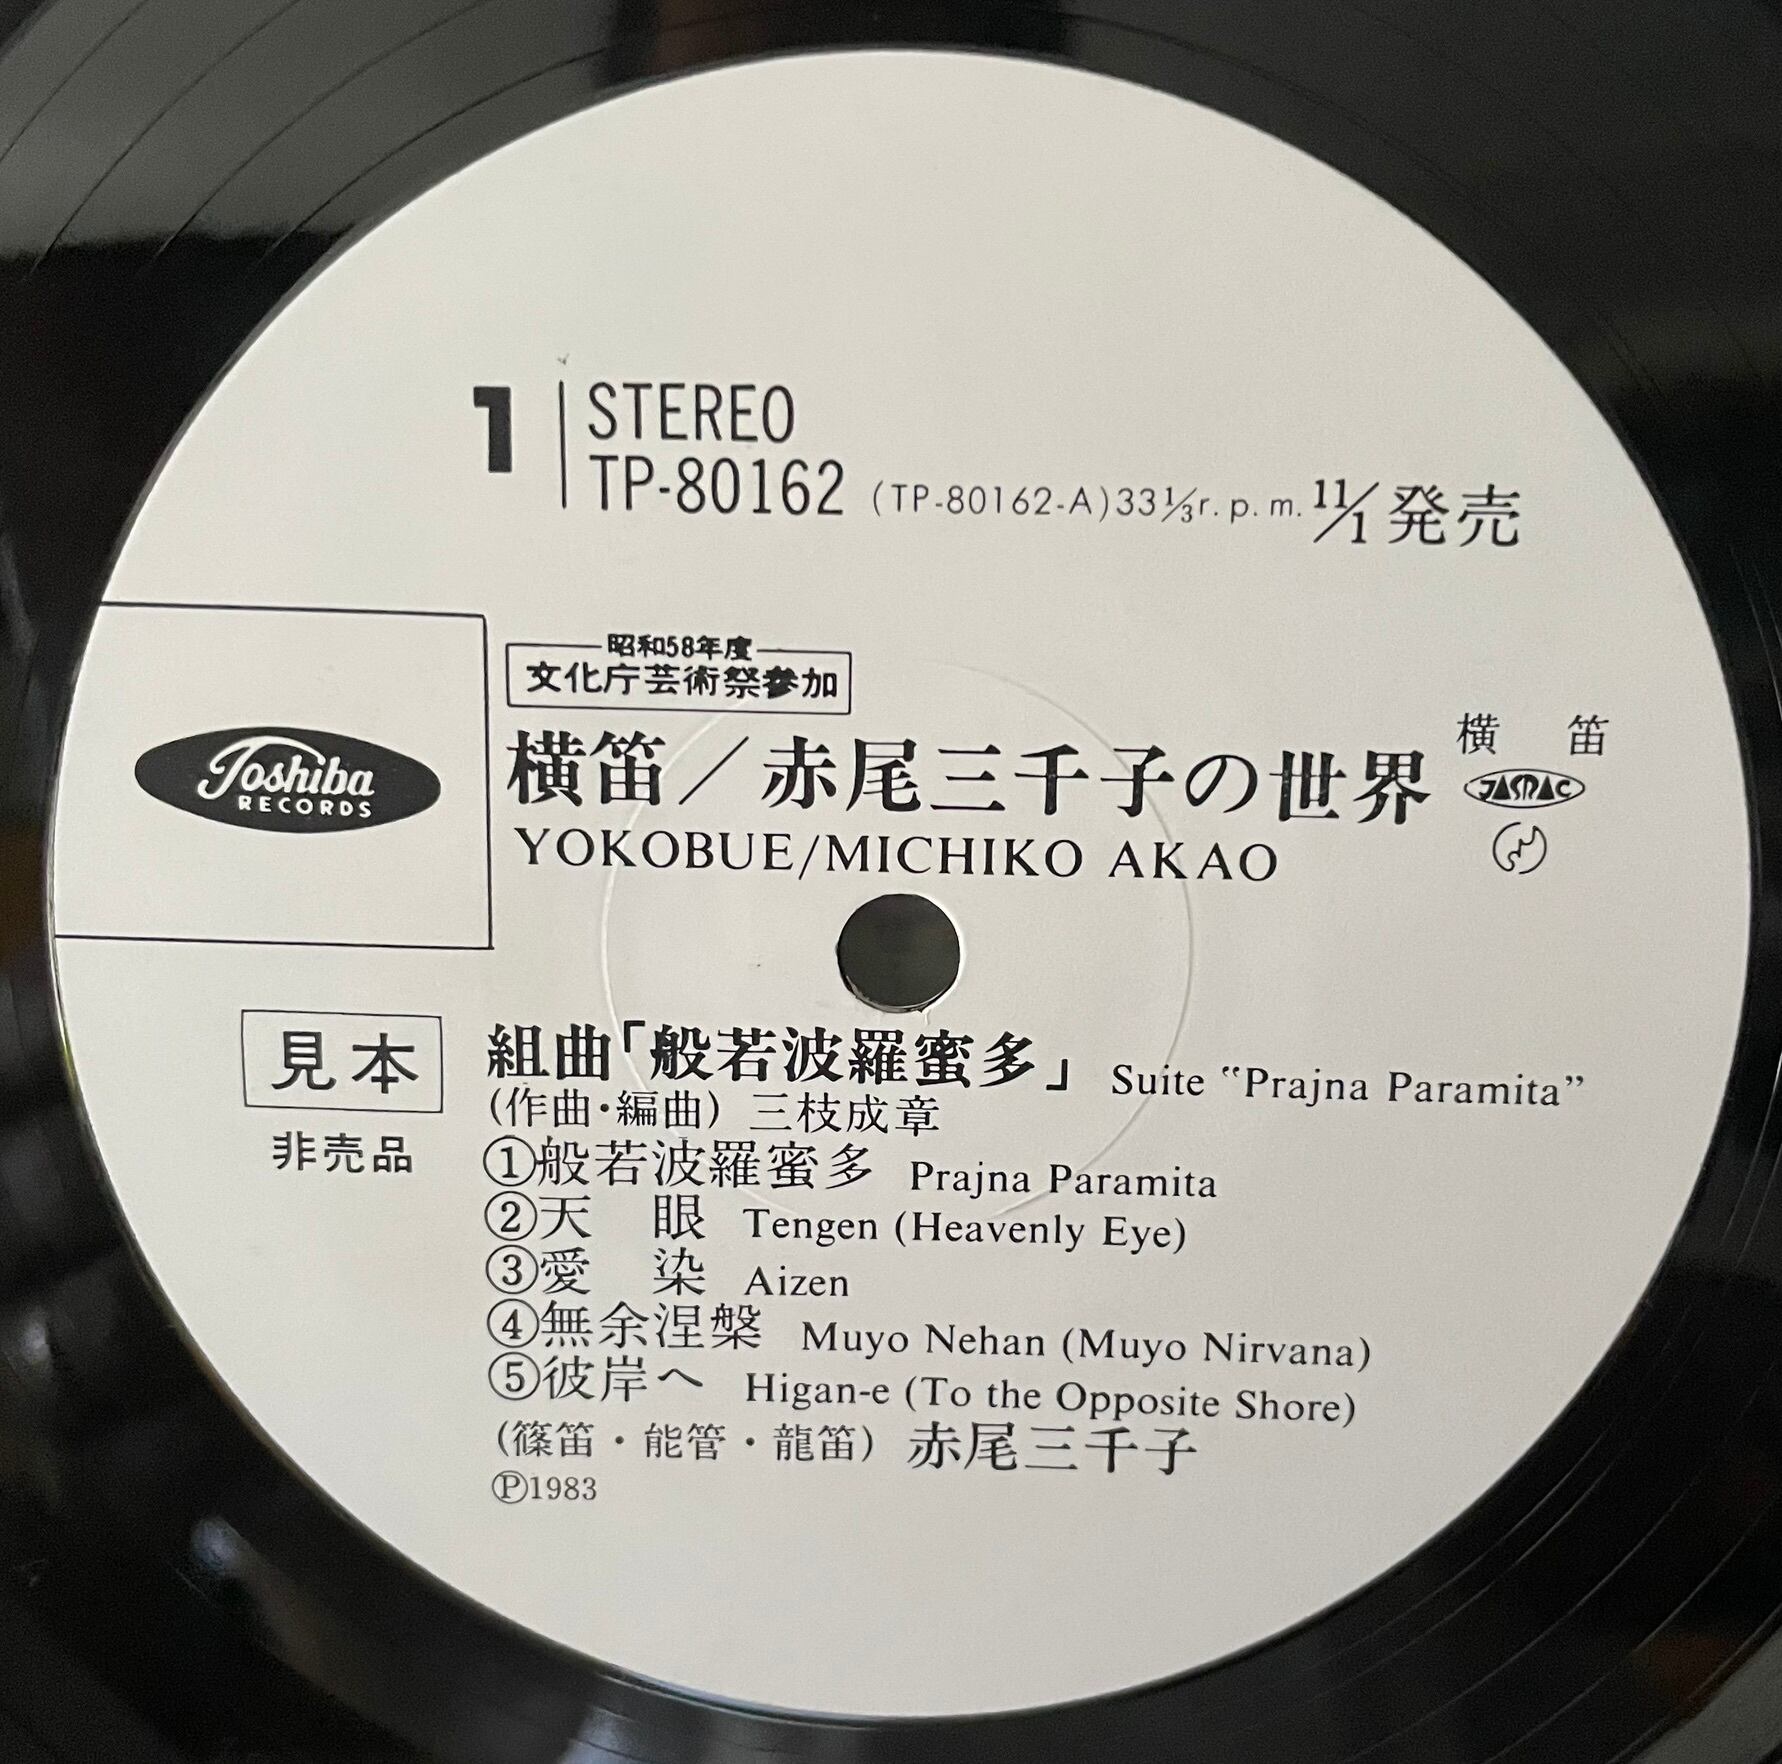 1
STEREO
TP-80162 (TP-80162-A) 33⅓r.p.m. 11/1 発売
昭和58年度
文化庁芸術祭参加
横笛／赤尾三千子の世界
YOKOBUE/MICHIKO AKAO
横 笛
JASRAC
Toshiba
RECORDS
見本
非売品
組曲「般若波羅蜜多」 Suite “Prajna Paramita”
(作曲・編曲) 三枝成章
①般若波羅蜜多 Prajna Paramita
②天 眼 Tengen (Heavenly Eye)
③愛 染 Aizen
④無余涅槃 Muyo Nehan (Muyo Nirvana)
⑤彼岸へ Higan-e (To the Opposite Shore)
(篠笛・能管・龍笛) 赤尾三千子
Ⓟ1983